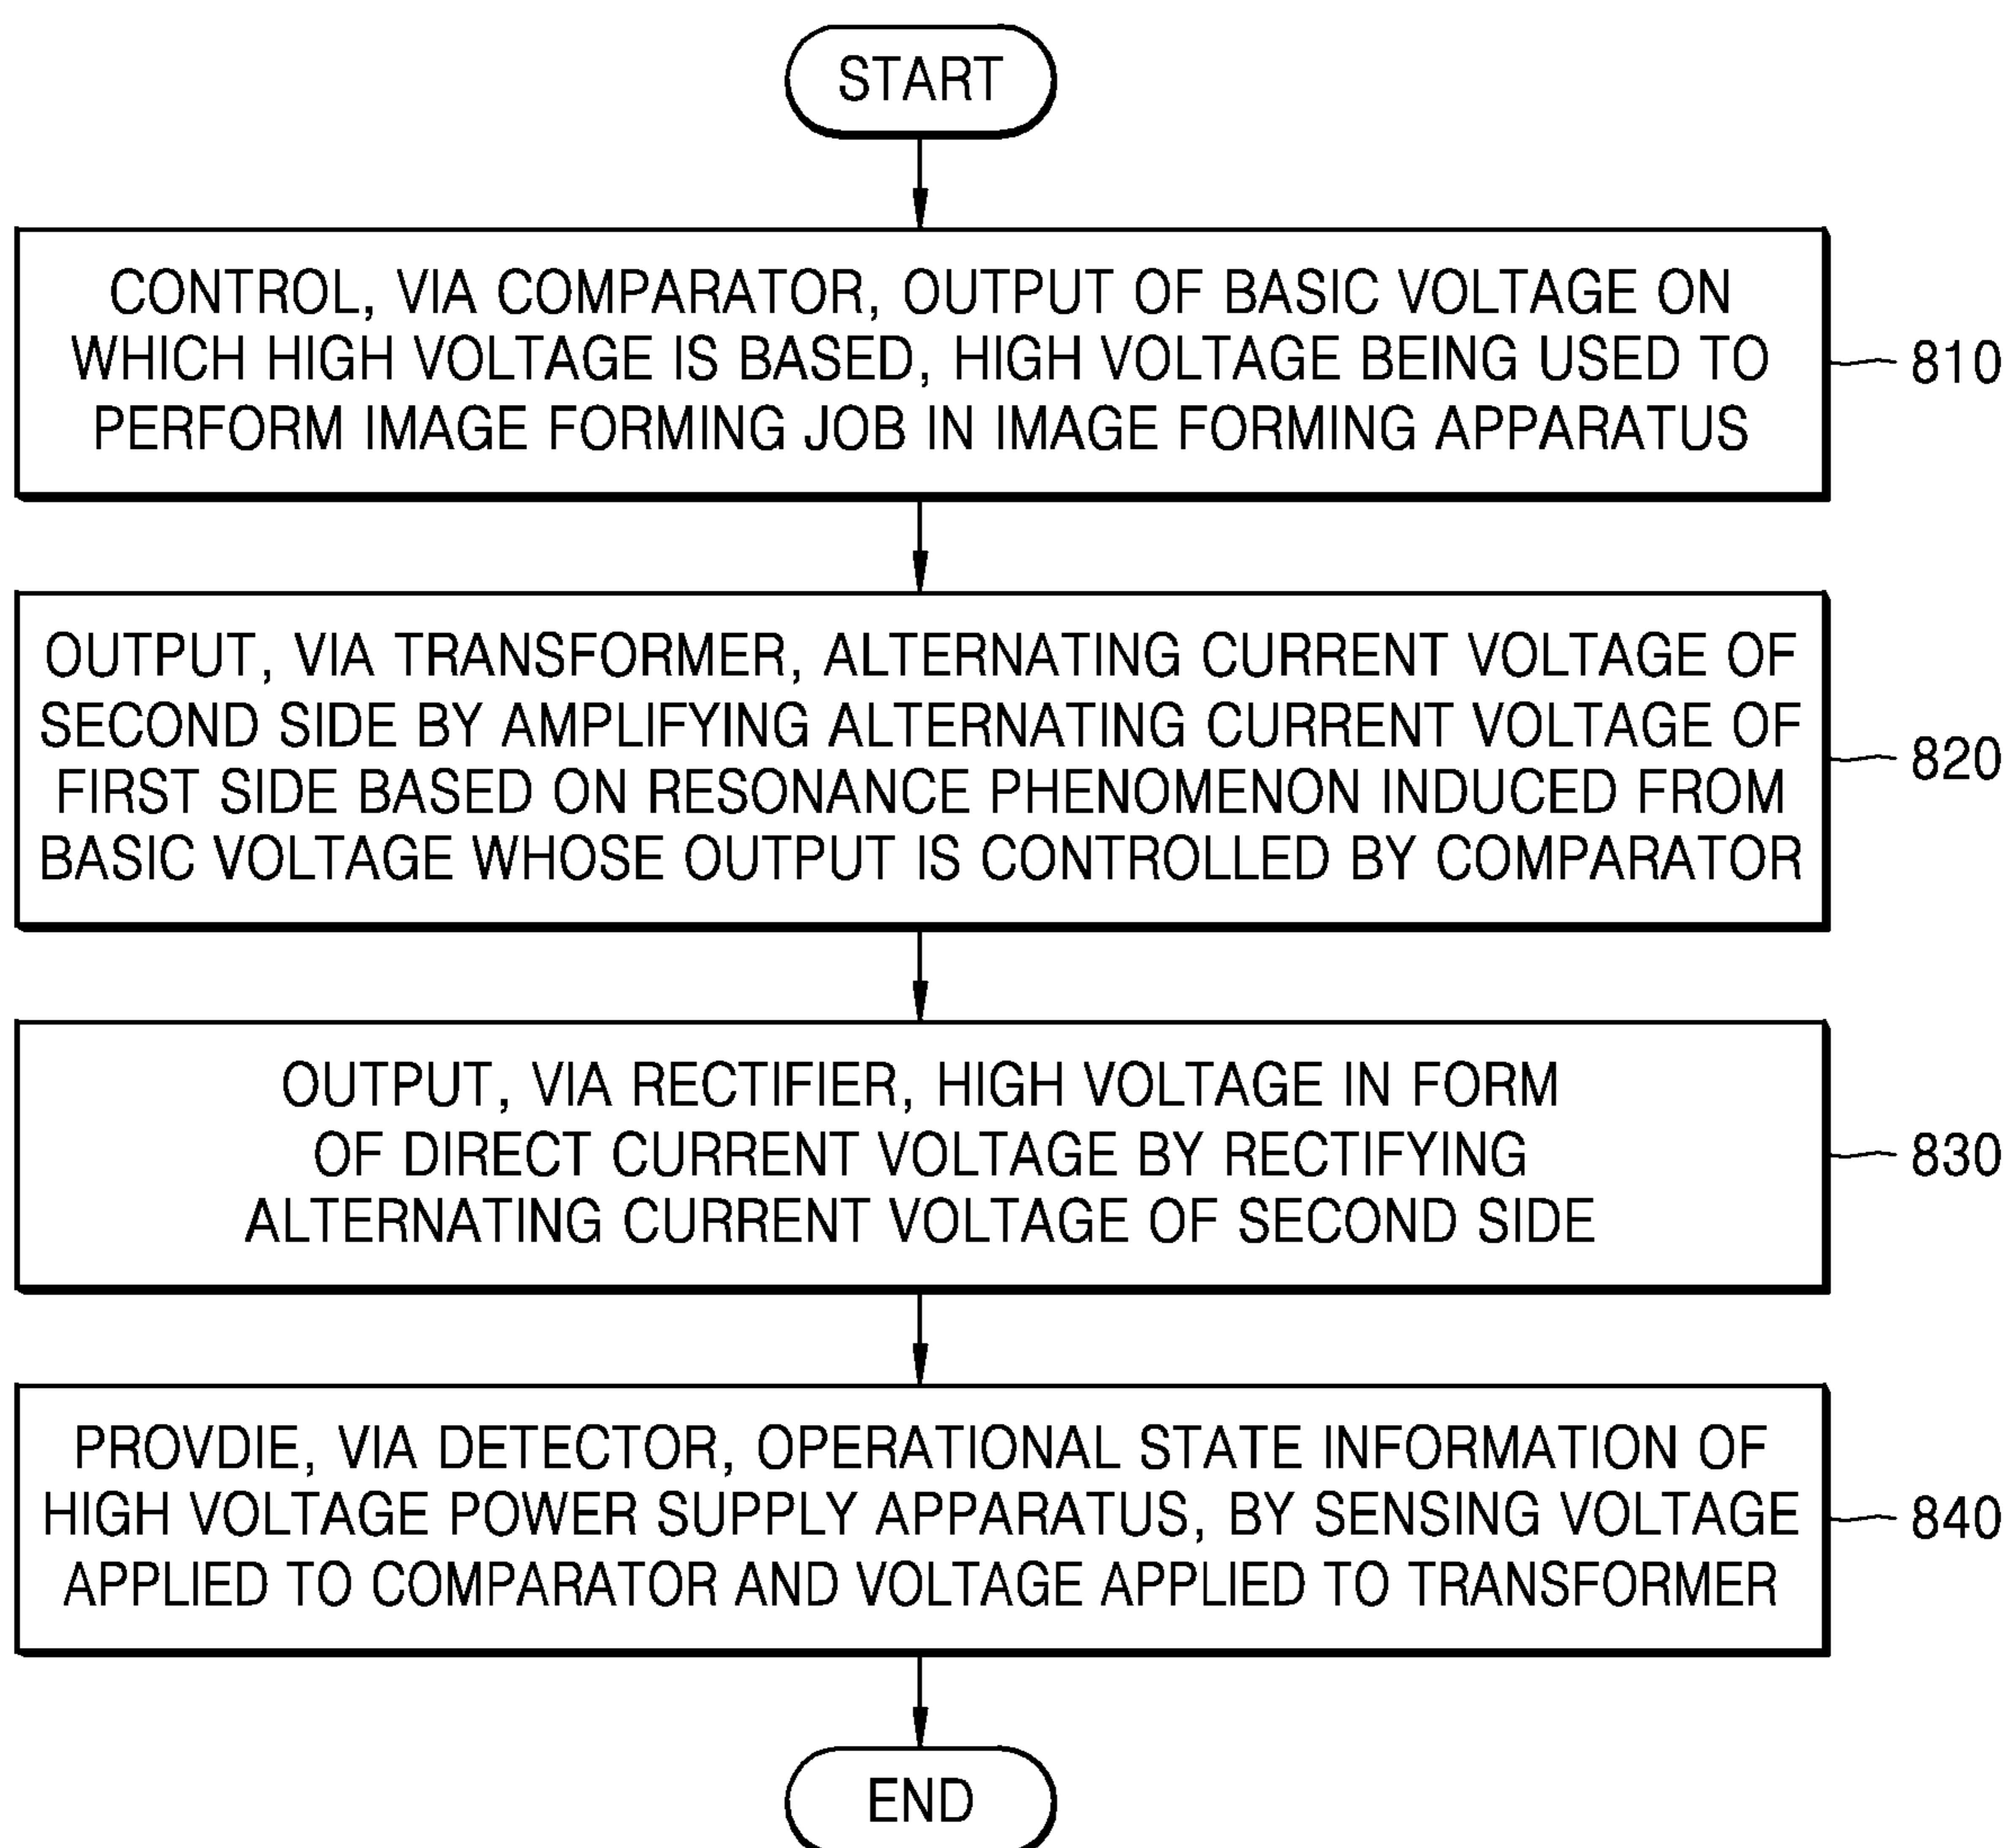 START
CONTROL, VIA COMPARATOR, OUTPUT OF BASIC VOLTAGE ON
WHICH HIGH VOLTAGE IS BASED, HIGH VOLTAGE BEING USED TO
PERFORM IMAGE FORMING JOB IN IMAGE FORMING APPARATUS
810
OUTPUT, VIA TRANSFORMER, ALTERNATING CURRENT VOLTAGE OF
SECOND SIDE BY AMPLIFYING ALTERNATING CURRENT VOLTAGE OF
FIRST SIDE BASED ON RESONANCE PHENOMENON INDUCED FROM
BASIC VOLTAGE WHOSE OUTPUT IS CONTROLLED BY COMPARATOR
820
OUTPUT, VIA RECTIFIER, HIGH VOLTAGE IN FORM
OF DIRECT CURRENT VOLTAGE BY RECTIFYING
ALTERNATING CURRENT VOLTAGE OF SECOND SIDE
830
PROVDIE, VIA DETECTOR, OPERATIONAL STATE INFORMATION OF
HIGH VOLTAGE POWER SUPPLY APPARATUS, BY SENSING VOLTAGE
APPLIED TO COMPARATOR AND VOLTAGE APPLIED TO TRANSFORMER
840
END